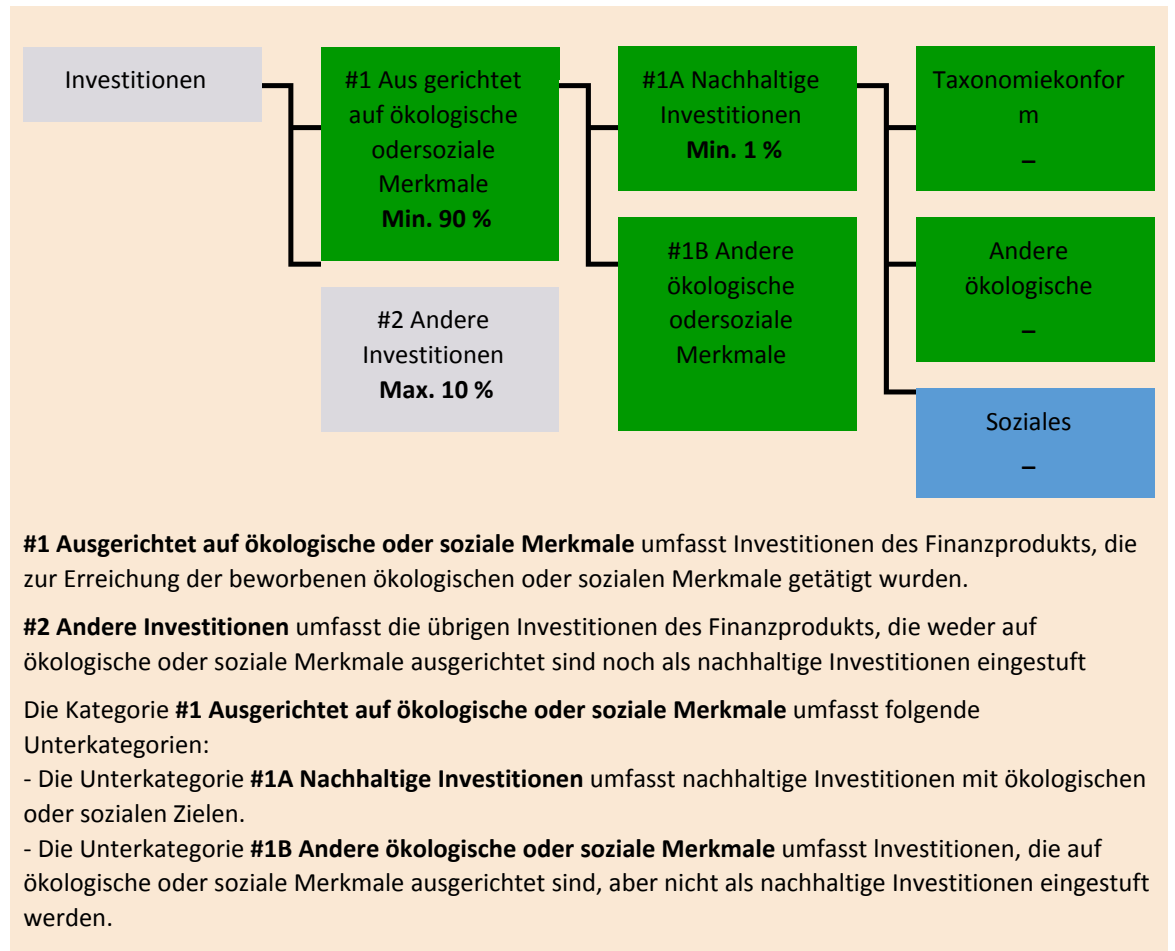 Investitionen
#1 Aus gerichtet
auf ökologische
odersoziale
Merkmale
Min. 90 %
#2 Andere
Investitionen
Max. 10 %
#1A Nachhaltige
Investitionen
Min. 1 %
#1B Andere
ökologische
odersoziale
Merkmale
Taxonomiekonfor
m
–
Andere
ökologische
–
Soziales
–
#1 Ausgerichtet auf ökologische oder soziale Merkmale umfasst Investitionen des Finanzprodukts, die
zur Erreichung der beworbenen ökologischen oder sozialen Merkmale getätigt wurden.
#2 Andere Investitionen umfasst die übrigen Investitionen des Finanzprodukts, die weder auf
ökologische oder soziale Merkmale ausgerichtet sind noch als nachhaltige Investitionen eingestuft
Die Kategorie #1 Ausgerichtet auf ökologische oder soziale Merkmale umfasst folgende
Unterkategorien:
- Die Unterkategorie #1A Nachhaltige Investitionen umfasst nachhaltige Investitionen mit ökologischen
oder sozialen Zielen.
- Die Unterkategorie #1B Andere ökologische oder soziale Merkmale umfasst lnvestitionen, die auf
ökologische oder soziale Merkmale ausgerichtet sind, aber nicht als nachhaltige Investitionen eingestuft
werden.